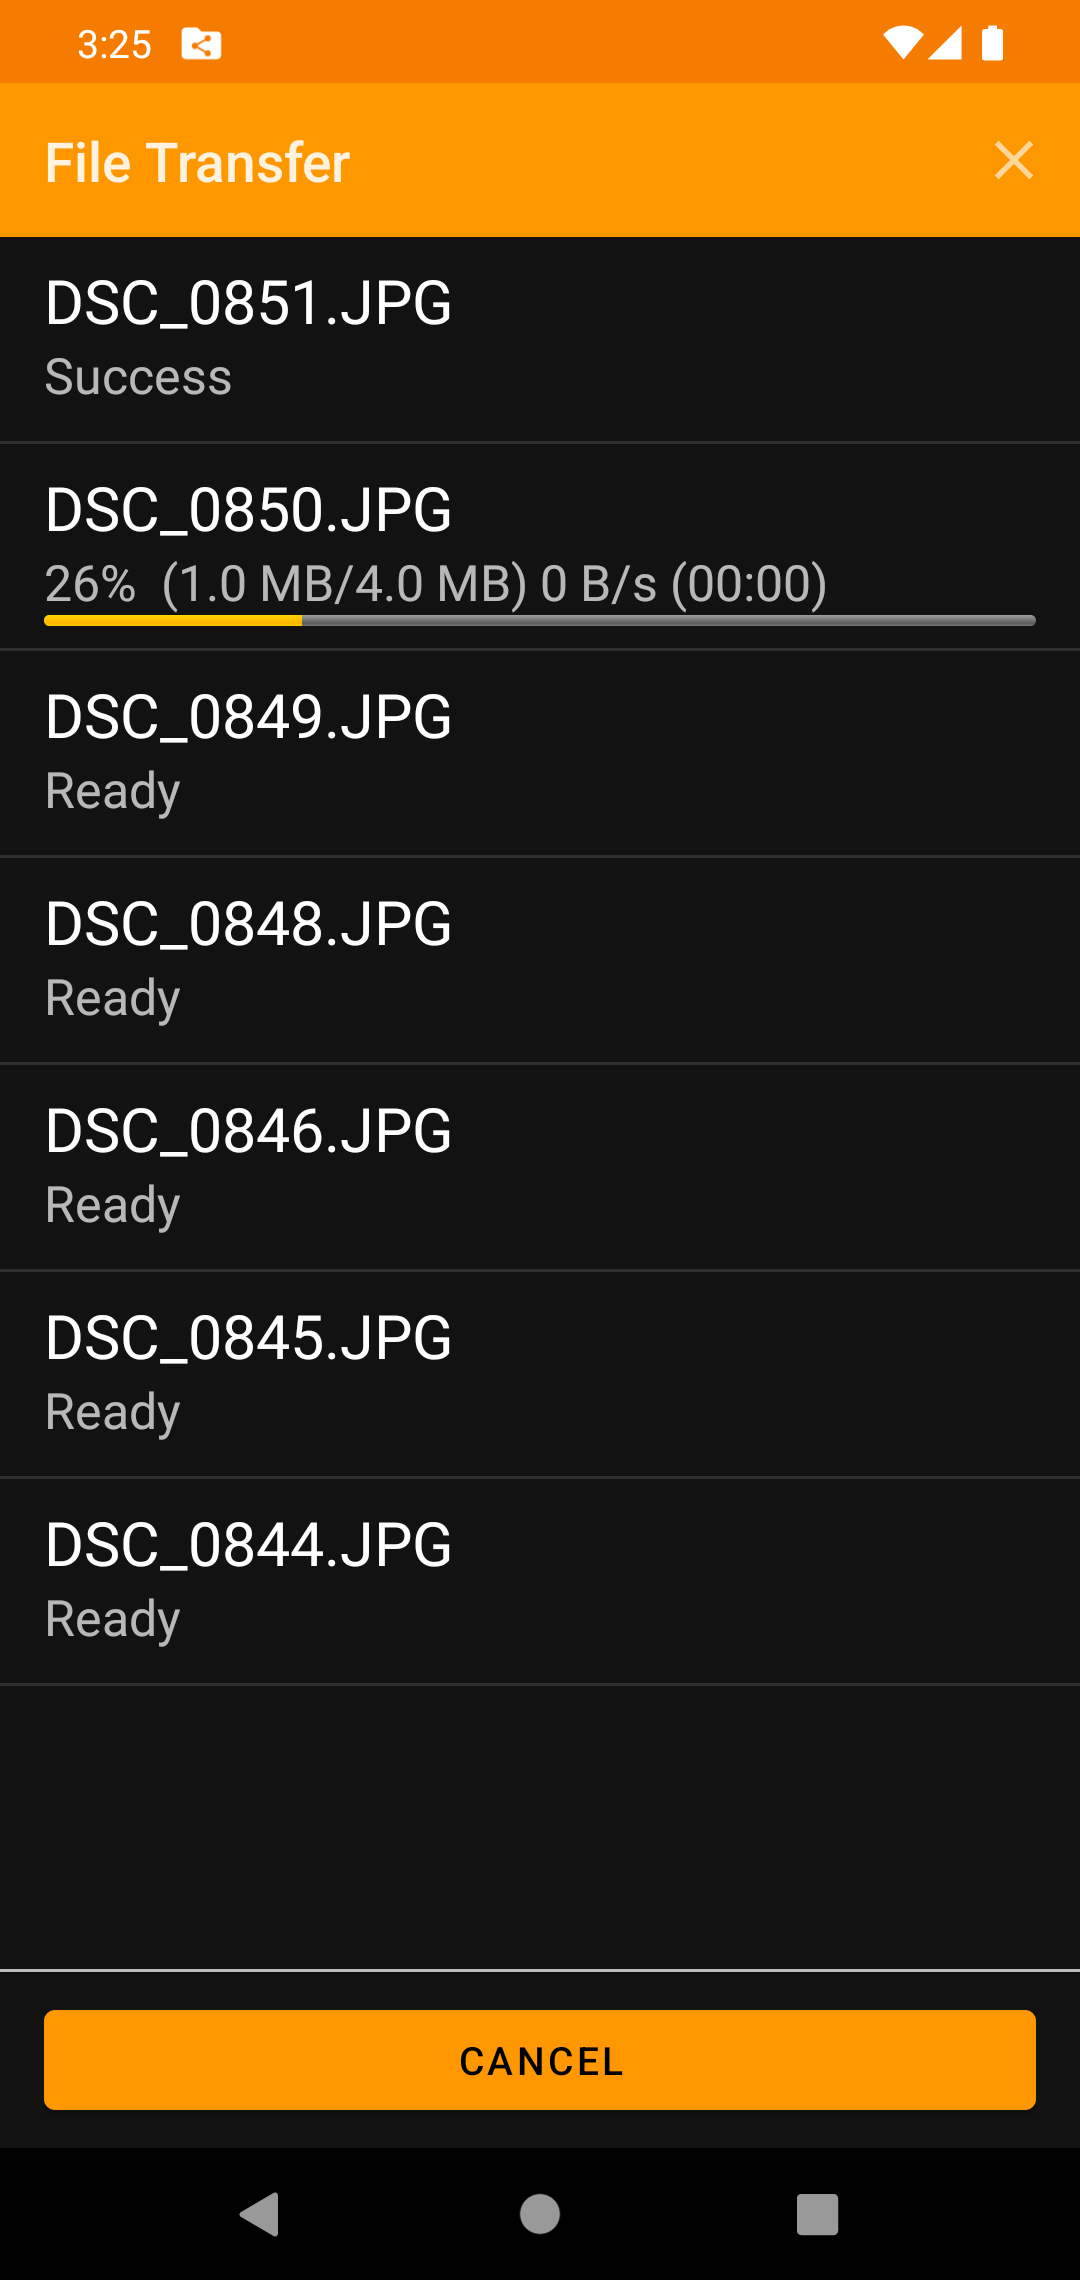 3:25
File Transfer
DSC_0851.JPG
Success
DSC_0850.JPG
26%  (1.0 MB/4.0 MB) 0 B/s (00:00)
DSC_0849.JPG
Ready
DSC_0848.JPG
Ready
DSC_0846.JPG
Ready
DSC_0845.JPG
Ready
DSC_0844.JPG
Ready
CANCEL